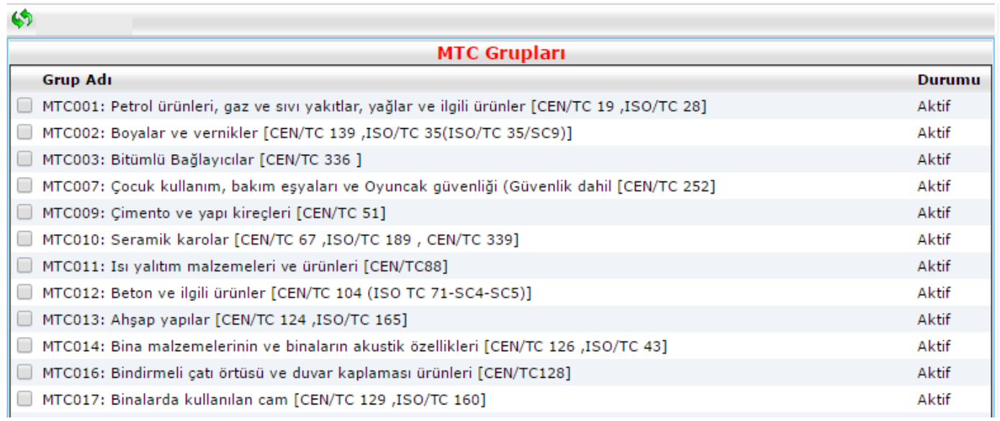 MTC Grupları
Grup Adı Durumu
MTC001: Petrol ürünleri, gaz ve sıvı yakıtlar, yağlar ve ilgili ürünler [CEN/TC 19 ,ISO/TC 28] Aktif
MTC002: Boyalar ve vernikler [CEN/TC 139 ,ISO/TC 35(ISO/TC 35/SC9)] Aktif
MTC003: Bitümlü Bağlayıcılar [CEN/TC 336 ] Aktif
MTC007: Çocuk kullanım, bakım eşyaları ve Oyuncak güvenliği (Güvenlik dahil [CEN/TC 252] Aktif
MTC009: Çimento ve yapı kireçleri [CEN/TC 51] Aktif
MTC010: Seramik karolar [CEN/TC 67 ,ISO/TC 189 , CEN/TC 339] Aktif
MTC011: Isı yalıtım malzemeleri ve ürünleri [CEN/TC88] Aktif
MTC012: Beton ve ilgili ürünler [CEN/TC 104 (ISO TC 71-SC4-SC5)] Aktif
MTC013: Ahşap yapılar [CEN/TC 124 ,ISO/TC 165] Aktif
MTC014: Bina malzemelerinin ve binaların akustik özellikleri [CEN/TC 126 ,ISO/TC 43] Aktif
MTC016: Bindirmeli çatı örtüsü ve duvar kaplaması ürünleri [CEN/TC128] Aktif
MTC017: Binalarda kullanılan cam [CEN/TC 129 ,ISO/TC 160] Aktif